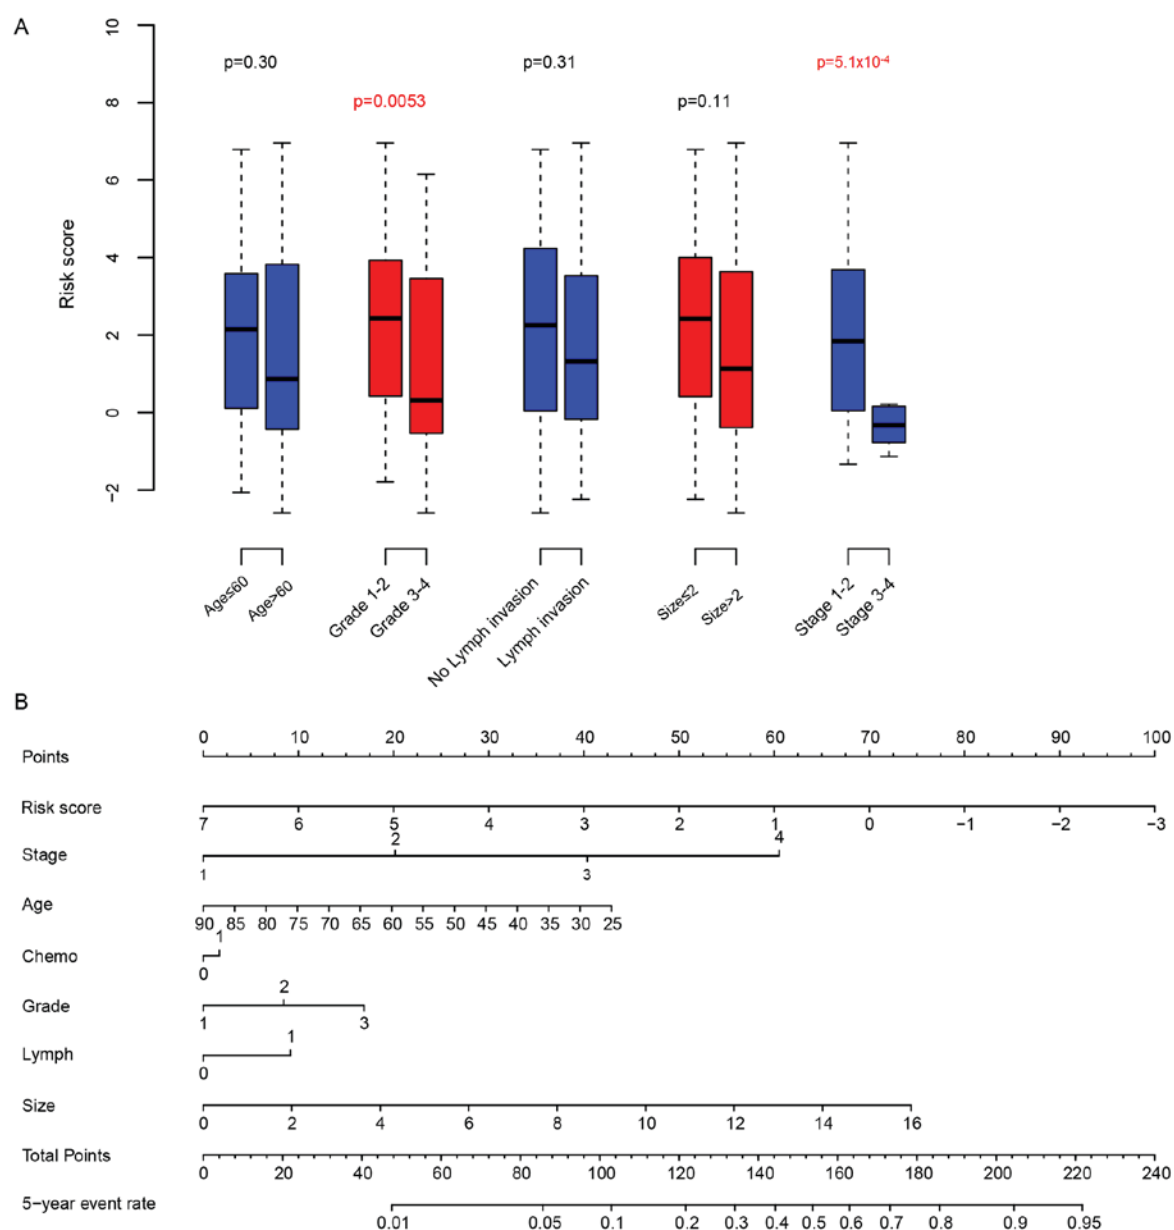 A
10
8
6
4
2
0
−2
Risk score
p=0.30
p=0.0053
p=0.31
p=0.11
p=5.1x10⁻⁴
Age≤60
Age>60
Grade 1-2
Grade 3-4
No Lymph invasion
Lymph invasion
Size≤2
Size>2
Stage 1-2
Stage 3-4
B
Points
0 10 20 30 40 50 60 70 80 90 100
Risk score
7 6 5 4 3 2 1 0 −1 −2 −3
Stage
2 4
1 3
Age
90 85 80 75 70 65 60 55 50 45 40 35 30 25
Chemo
1
0
Grade
2
1 3
Lymph
1
0
Size
0 2 4 6 8 10 12 14 16
Total Points
0 20 40 60 80 100 120 140 160 180 200 220 240
5−year event rate
0.01 0.05 0.1 0.2 0.3 0.4 0.5 0.6 0.7 0.8 0.9 0.95